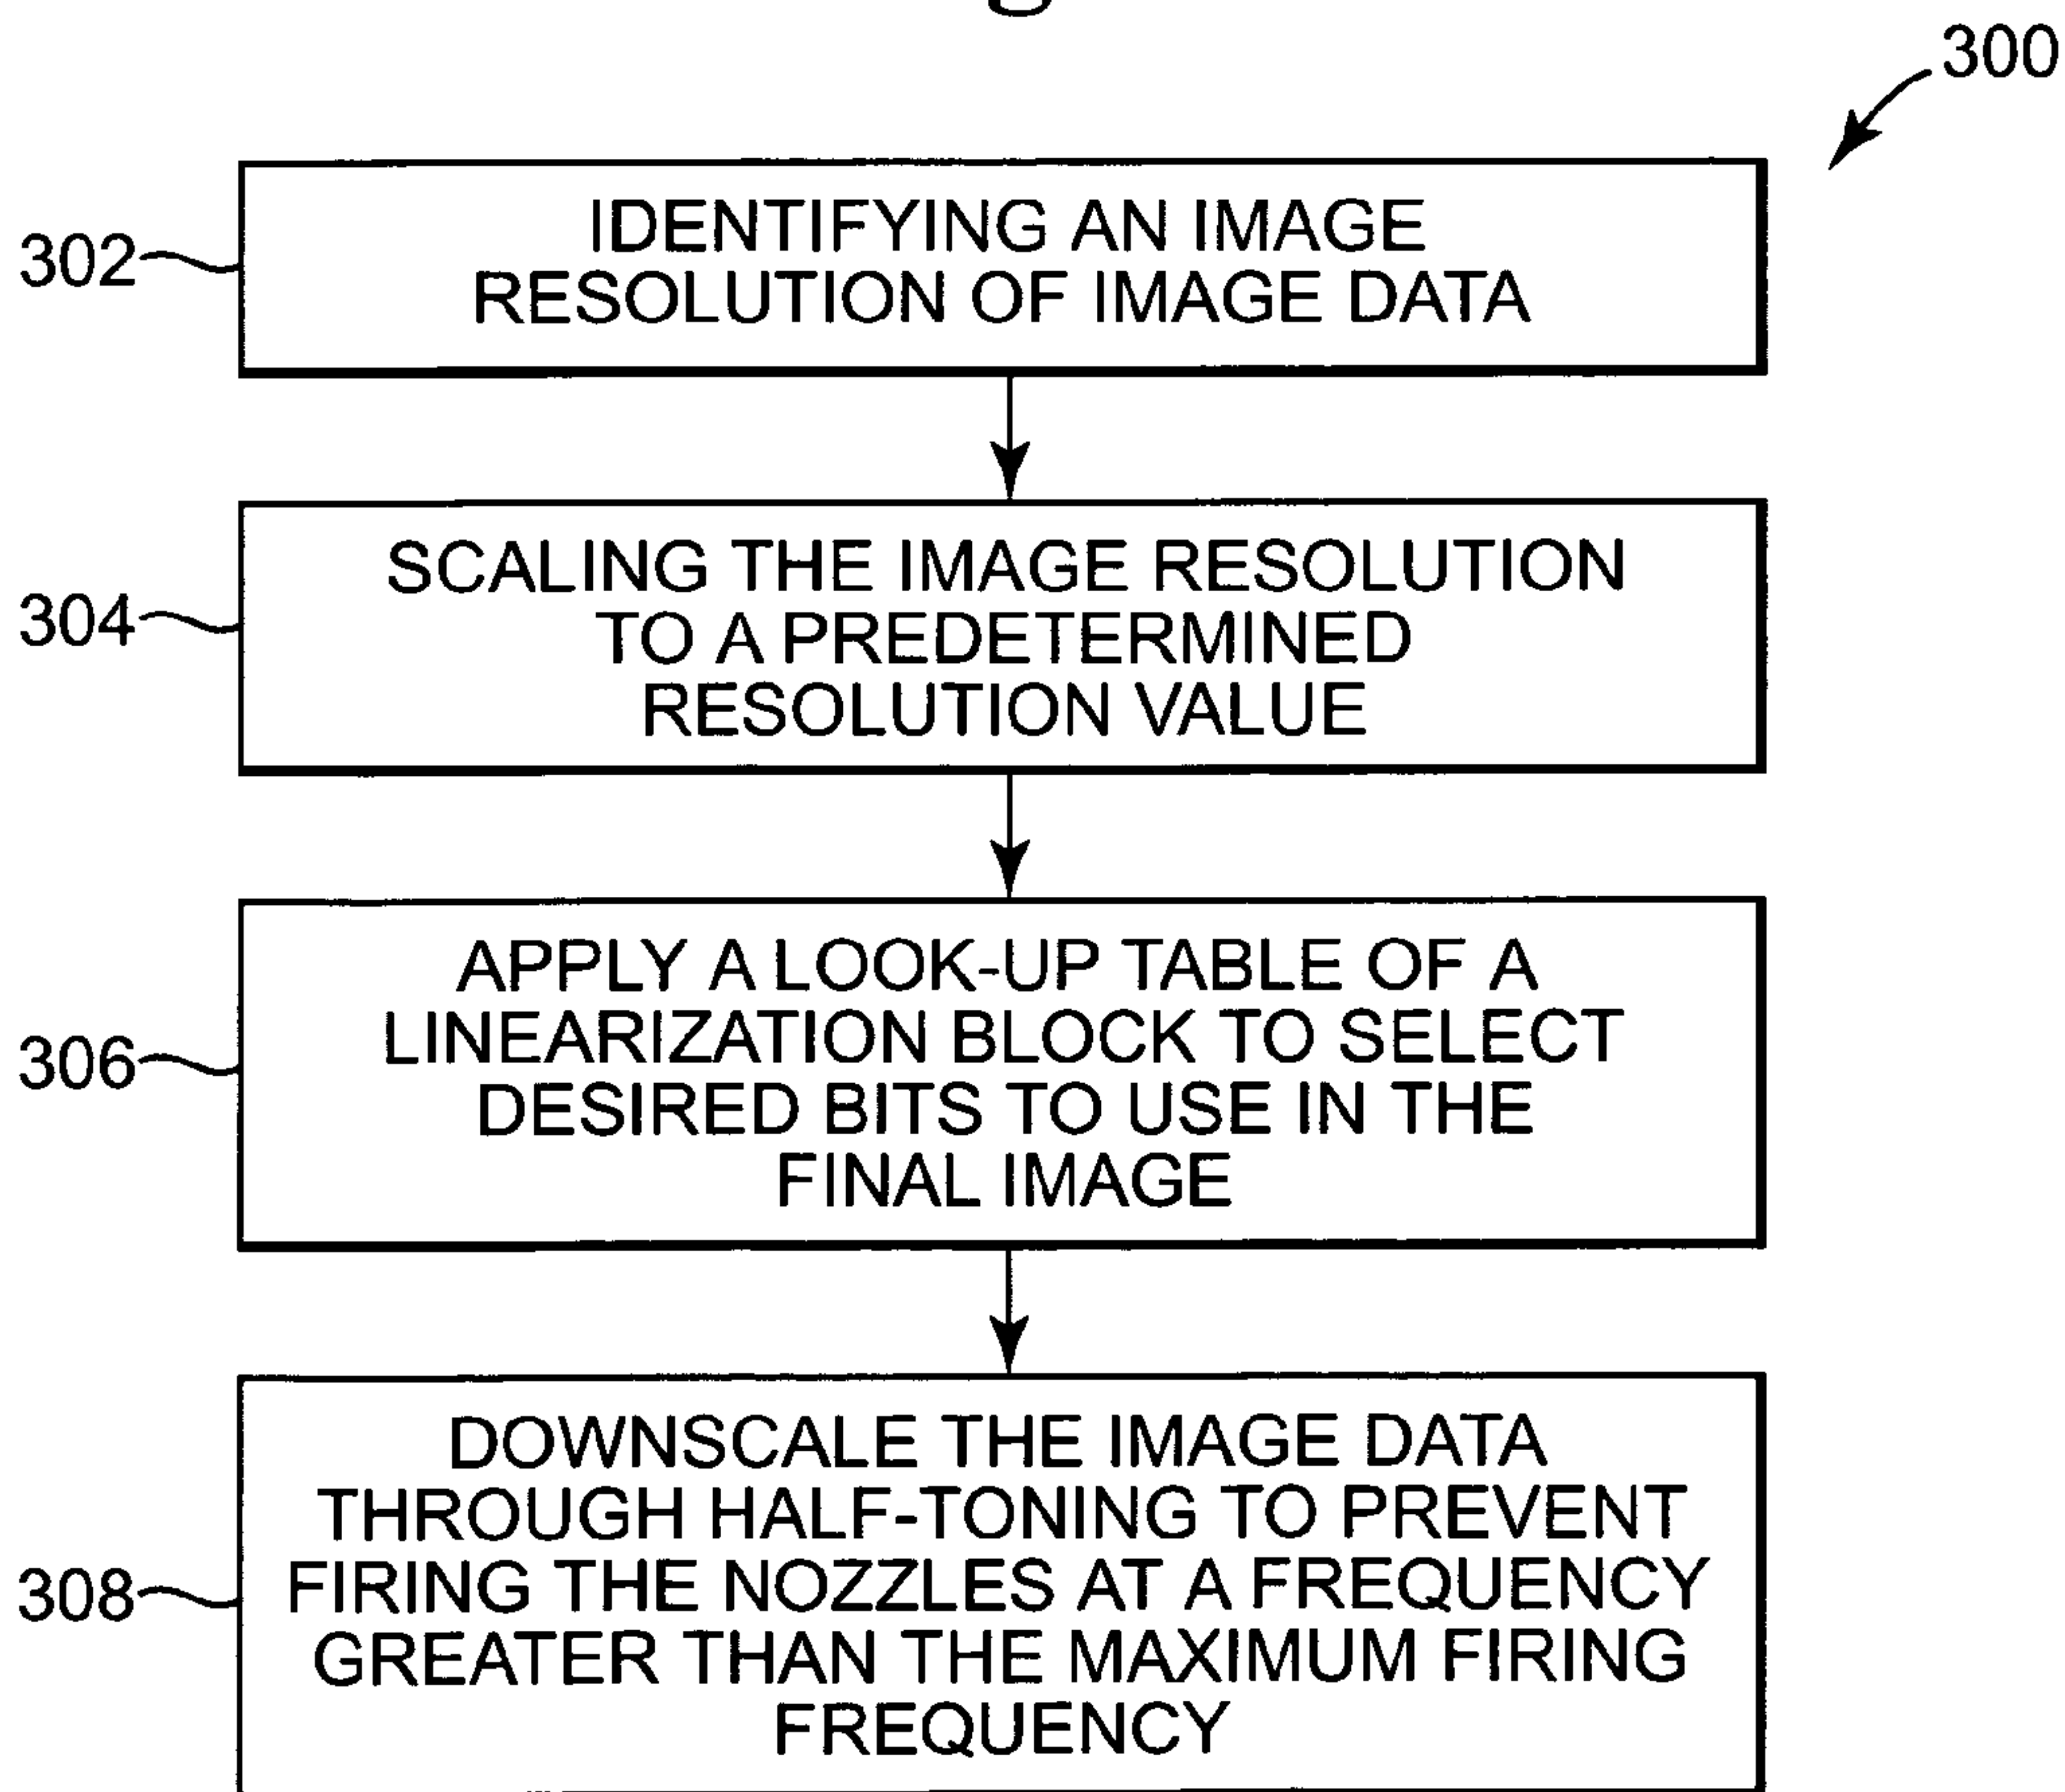 300
302
IDENTIFYING AN IMAGE
RESOLUTION OF IMAGE DATA
304
SCALING THE IMAGE RESOLUTION
TO A PREDETERMINED
RESOLUTION VALUE
306
APPLY A LOOK-UP TABLE OF A
LINEARIZATION BLOCK TO SELECT
DESIRED BITS TO USE IN THE
FINAL IMAGE
308
DOWNSCALE THE IMAGE DATA
THROUGH HALF-TONING TO PREVENT
FIRING THE NOZZLES AT A FREQUENCY
GREATER THAN THE MAXIMUM FIRING
FREQUENCY